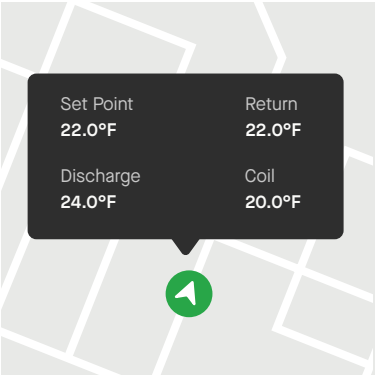 Set Point Return
22.0°F 22.0°F
Discharge Coil
24.0°F 20.0°F